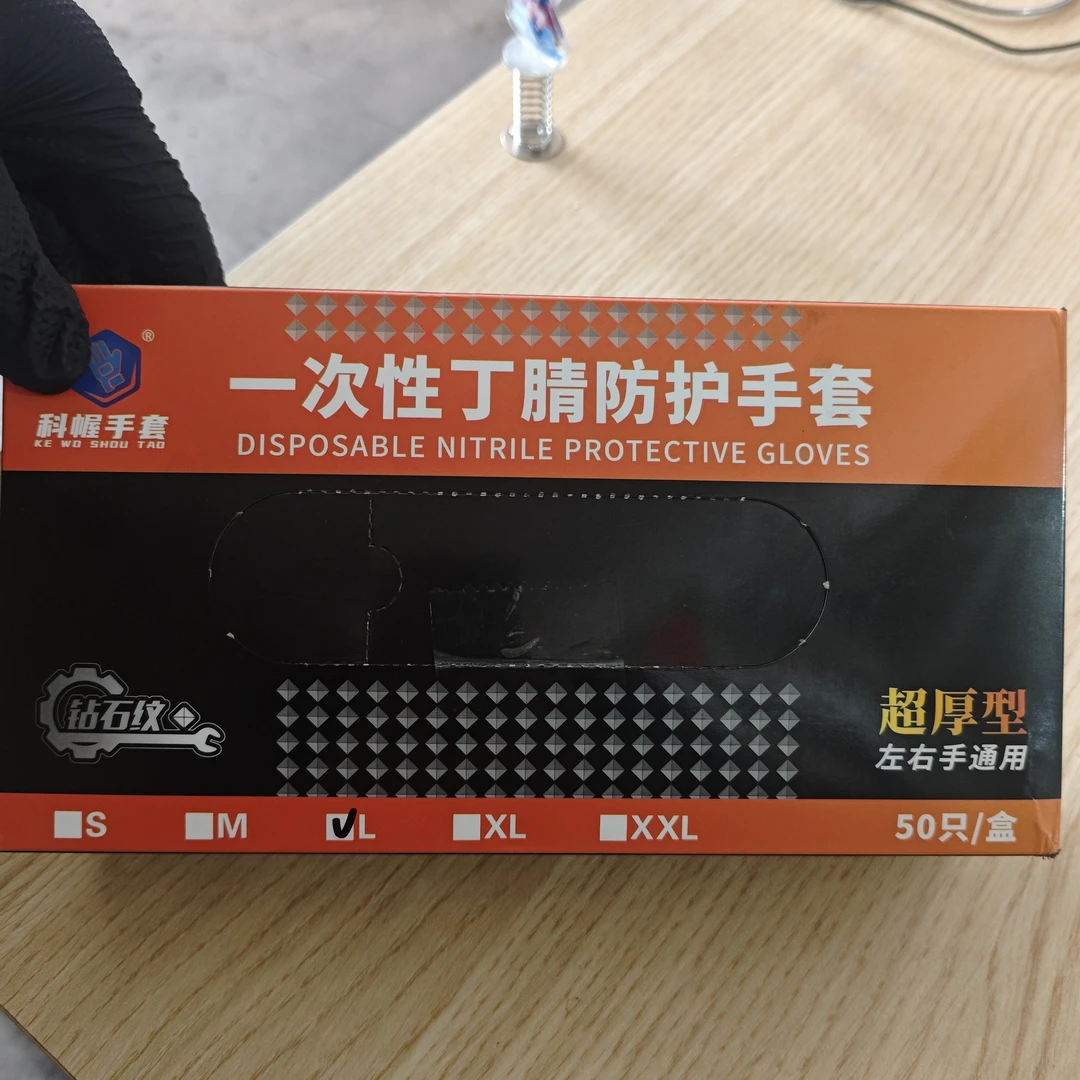 ®
科幄手套
KE WO SHOU TAO
一次性丁腈防护手套
DISPOSABLE NITRILE PROTECTIVE GLOVES
钻石纹
超厚型
左右手通用
S M L XL XXL 50只/盒